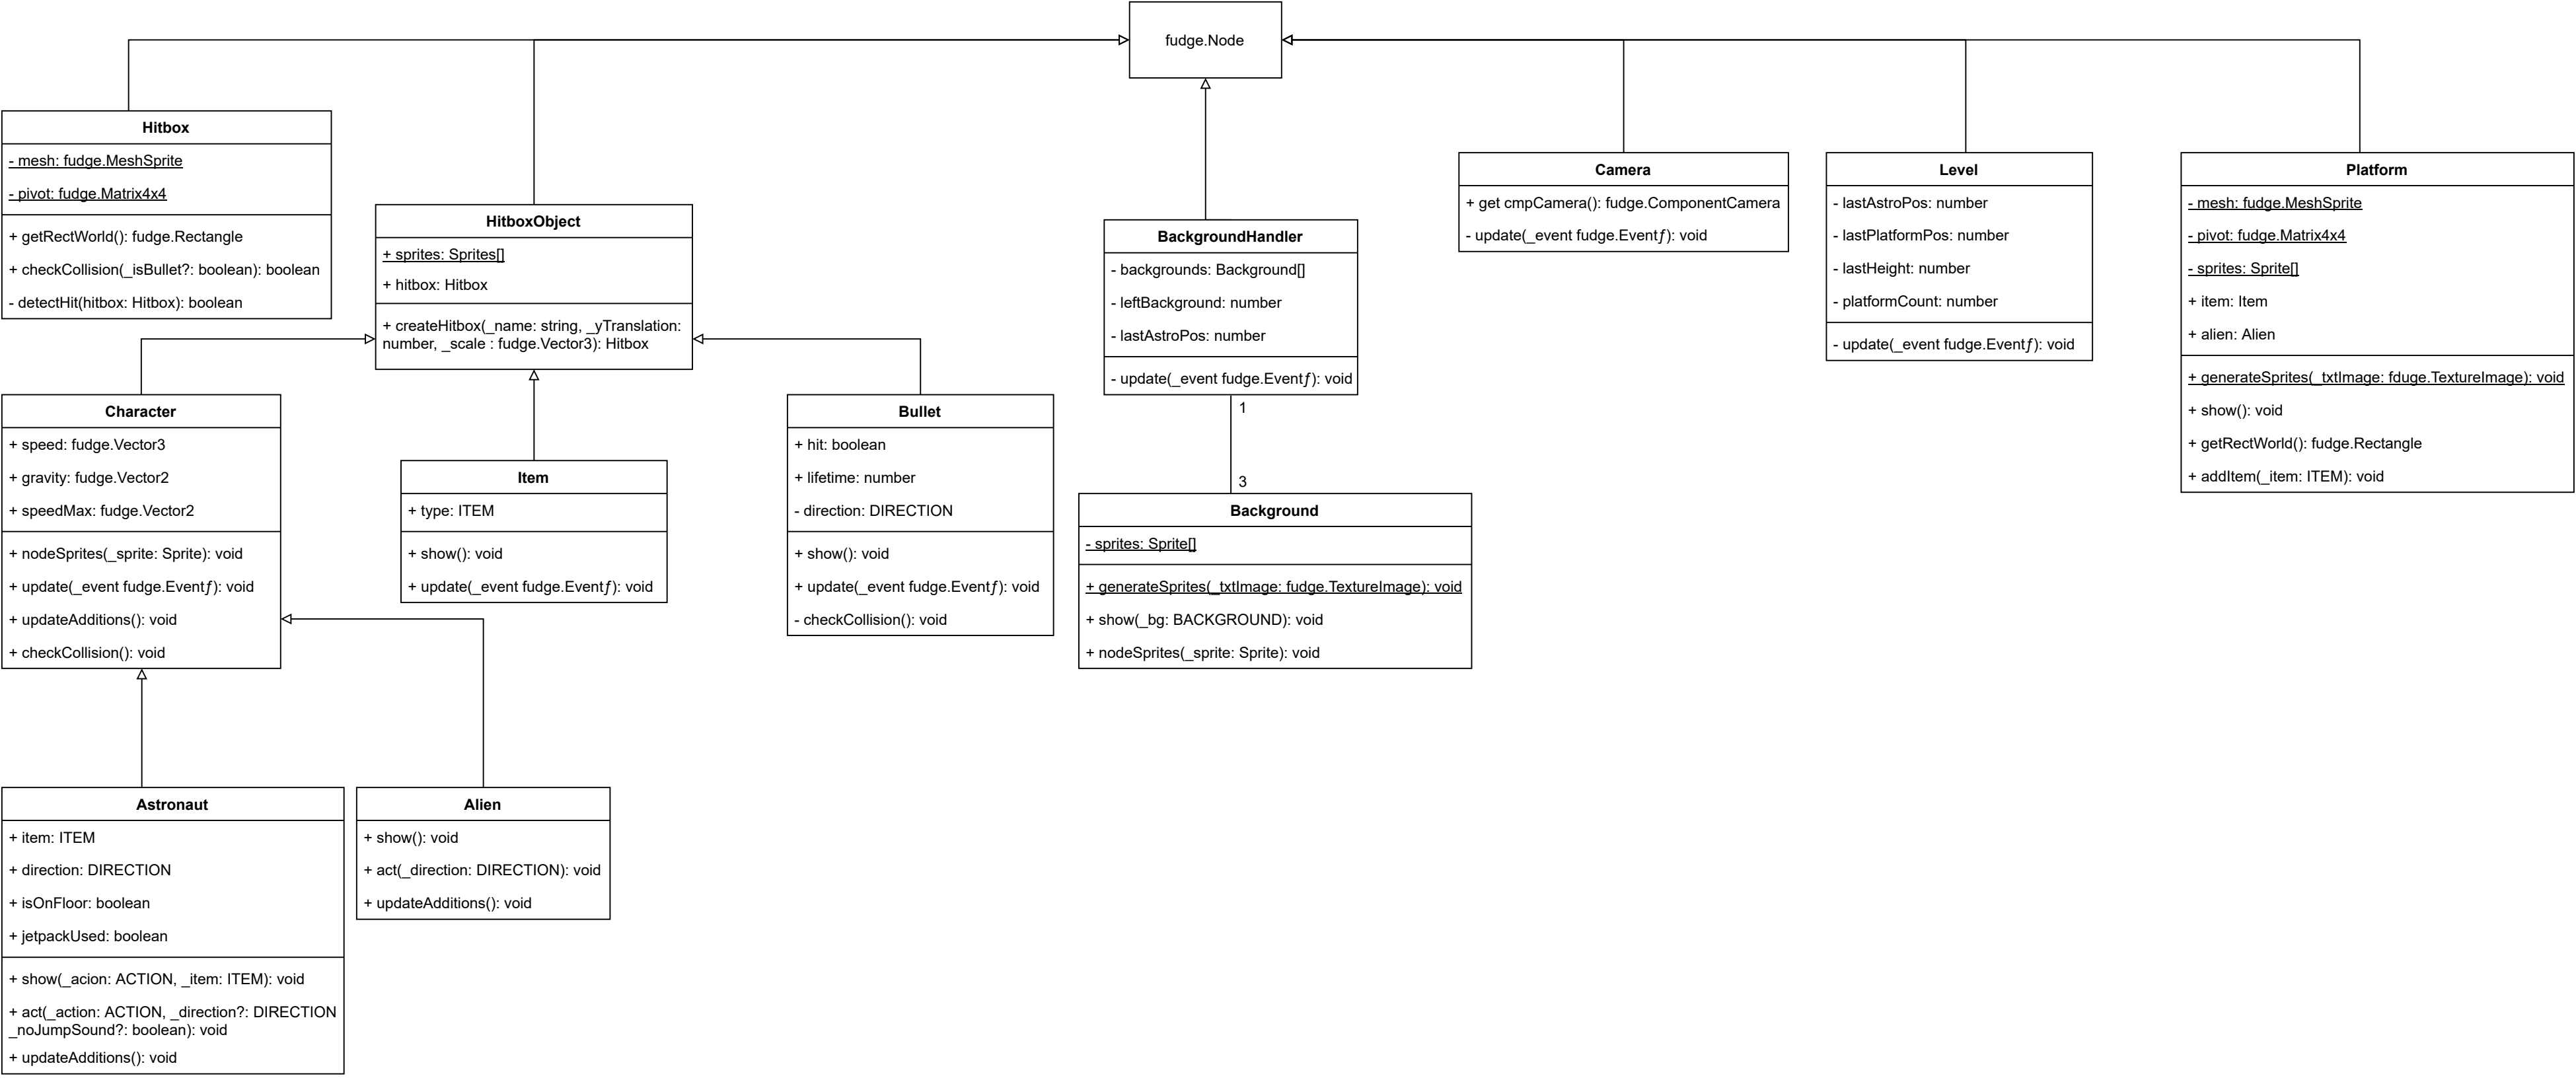 fudge.Node
Hitbox
- mesh: fudge.MeshSprite
- pivot: fudge.Matrix4x4
+ getRectWorld(): fudge.Rectangle
+ checkCollision(_isBullet?: boolean): boolean
- detectHit(hitbox: Hitbox): boolean
HitboxObject
+ sprites: Sprites[]
+ hitbox: Hitbox
+ createHitbox(_name: string, _yTranslation:
number, _scale : fudge.Vector3): Hitbox
BackgroundHandler
- backgrounds: Background[]
- leftBackground: number
- lastAstroPos: number
- update(_event fudge.Eventƒ): void
Camera
+ get cmpCamera(): fudge.ComponentCamera
- update(_event fudge.Eventƒ): void
Level
- lastAstroPos: number
- lastPlatformPos: number
- lastHeight: number
- platformCount: number
- update(_event fudge.Eventƒ): void
Platform
- mesh: fudge.MeshSprite
- pivot: fudge.Matrix4x4
- sprites: Sprite[]
+ item: Item
+ alien: Alien
+ generateSprites(_txtImage: fduge.TextureImage): void
+ show(): void
+ getRectWorld(): fudge.Rectangle
+ addItem(_item: ITEM): void
Character
+ speed: fudge.Vector3
+ gravity: fudge.Vector2
+ speedMax: fudge.Vector2
+ nodeSprites(_sprite: Sprite): void
+ update(_event fudge.Eventƒ): void
+ updateAdditions(): void
+ checkCollision(): void
Item
+ type: ITEM
+ show(): void
+ update(_event fudge.Eventƒ): void
Bullet
+ hit: boolean
+ lifetime: number
- direction: DIRECTION
+ show(): void
+ update(_event fudge.Eventƒ): void
- checkCollision(): void
1
3
Background
- sprites: Sprite[]
+ generateSprites(_txtImage: fudge.TextureImage): void
+ show(_bg: BACKGROUND): void
+ nodeSprites(_sprite: Sprite): void
Astronaut
+ item: ITEM
+ direction: DIRECTION
+ isOnFloor: boolean
+ jetpackUsed: boolean
+ show(_acion: ACTION, _item: ITEM): void
+ act(_action: ACTION, _direction?: DIRECTION
_noJumpSound?: boolean): void
+ updateAdditions(): void
Alien
+ show(): void
+ act(_direction: DIRECTION): void
+ updateAdditions(): void